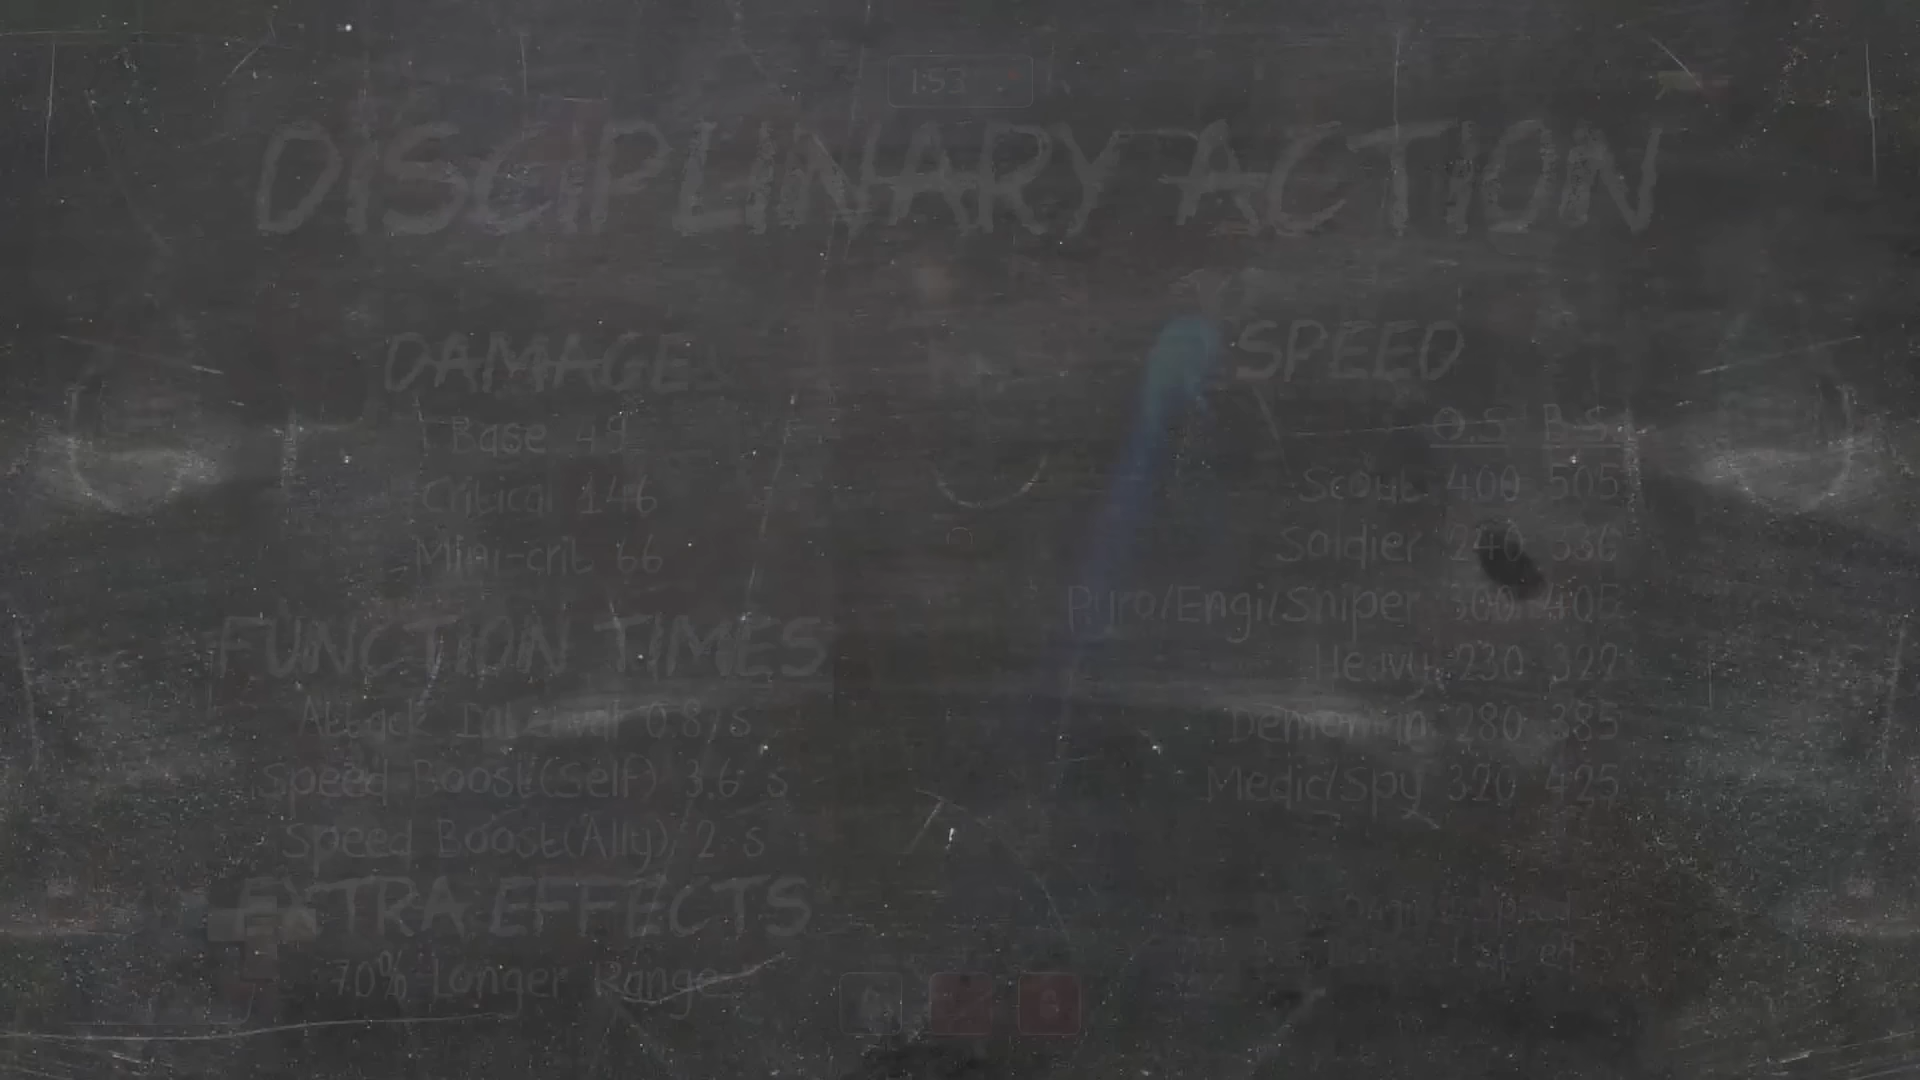 1:53
DISCIPLINARY ACTION
DAMAGE
Base 49
Critical 146
Mini-crit 66
FUNCTION TIMES
Attack Interval 0.8/s
Speed Boost(Self) 3.6 s
Speed Boost(Ally) 2 s
EXTRA EFFECTS
70% Longer Range
SPEED
O.S B.S.
Scout 400 505
Soldier 240 336
Pyro/Engi/Sniper 300 405
Heavy 230 322
Demoman 280 385
Medic/Spy 320 425